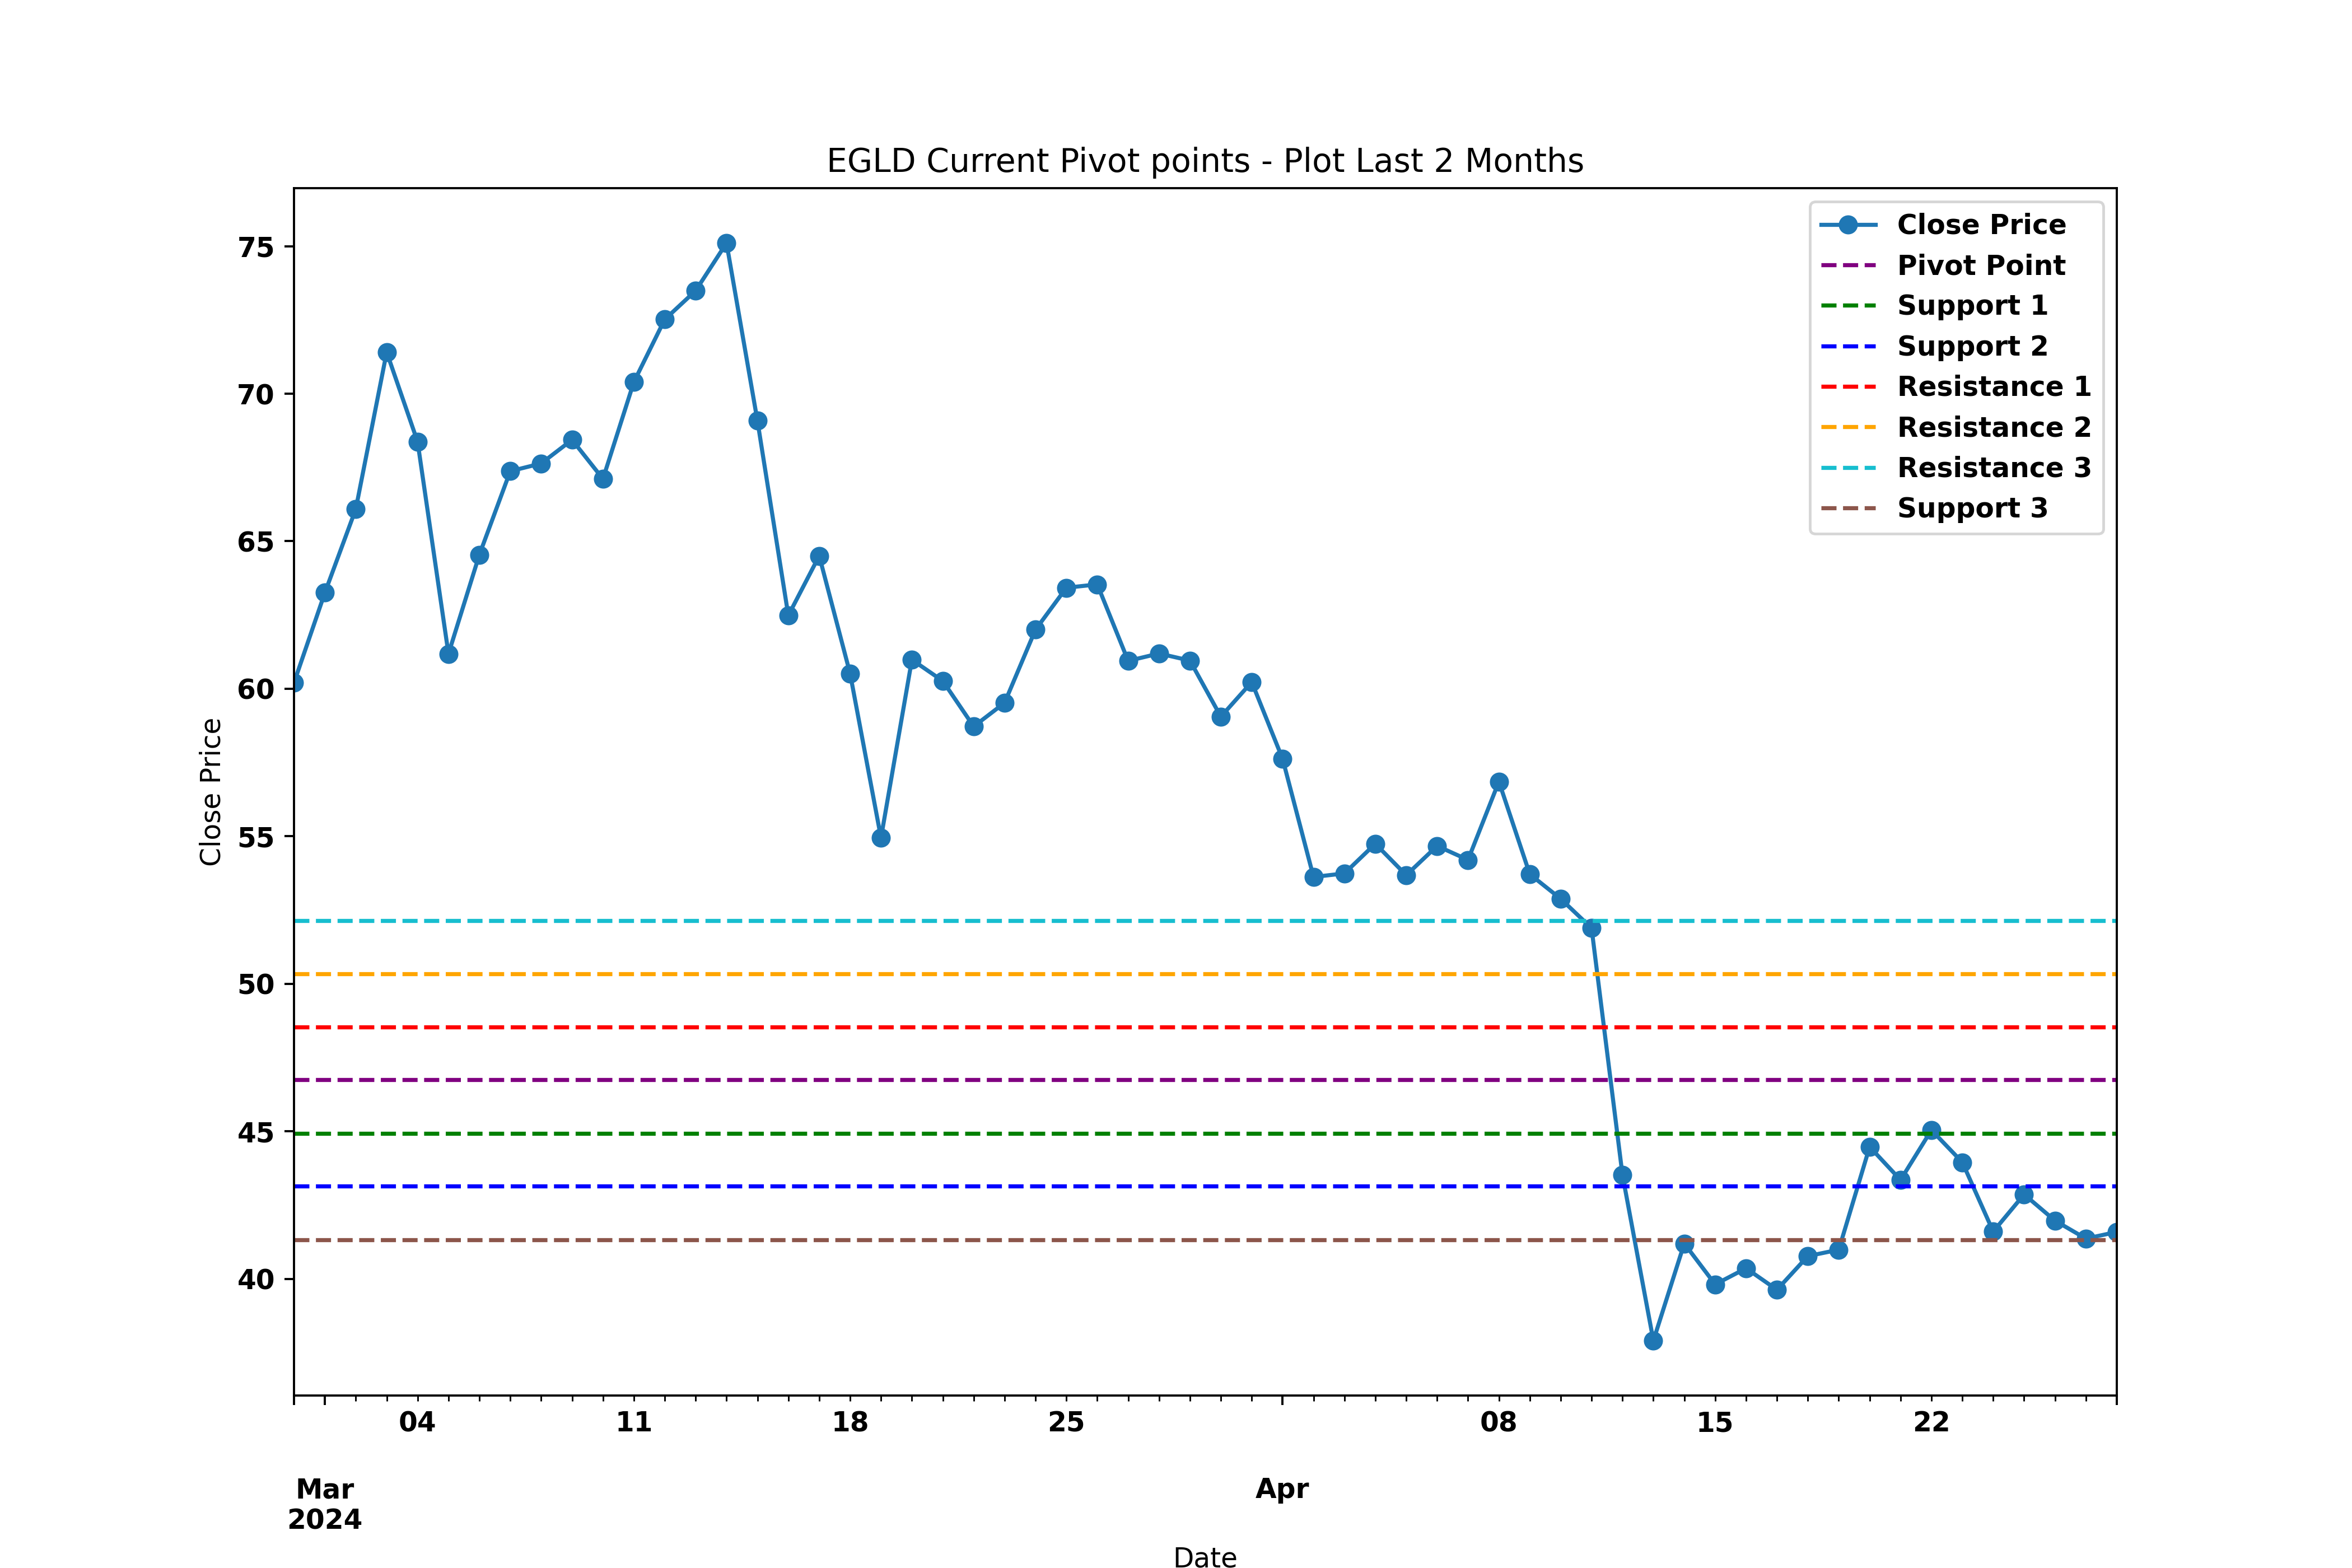 EGLD Current Pivot points - Plot Last 2 Months
Close Price
Pivot Point
Support 1
Support 2
Resistance 1
Resistance 2
Resistance 3
Support 3
75
70
65
60
55
50
45
40
Close Price
04 11 18 25 08 15 22
Mar Apr
2024
Date